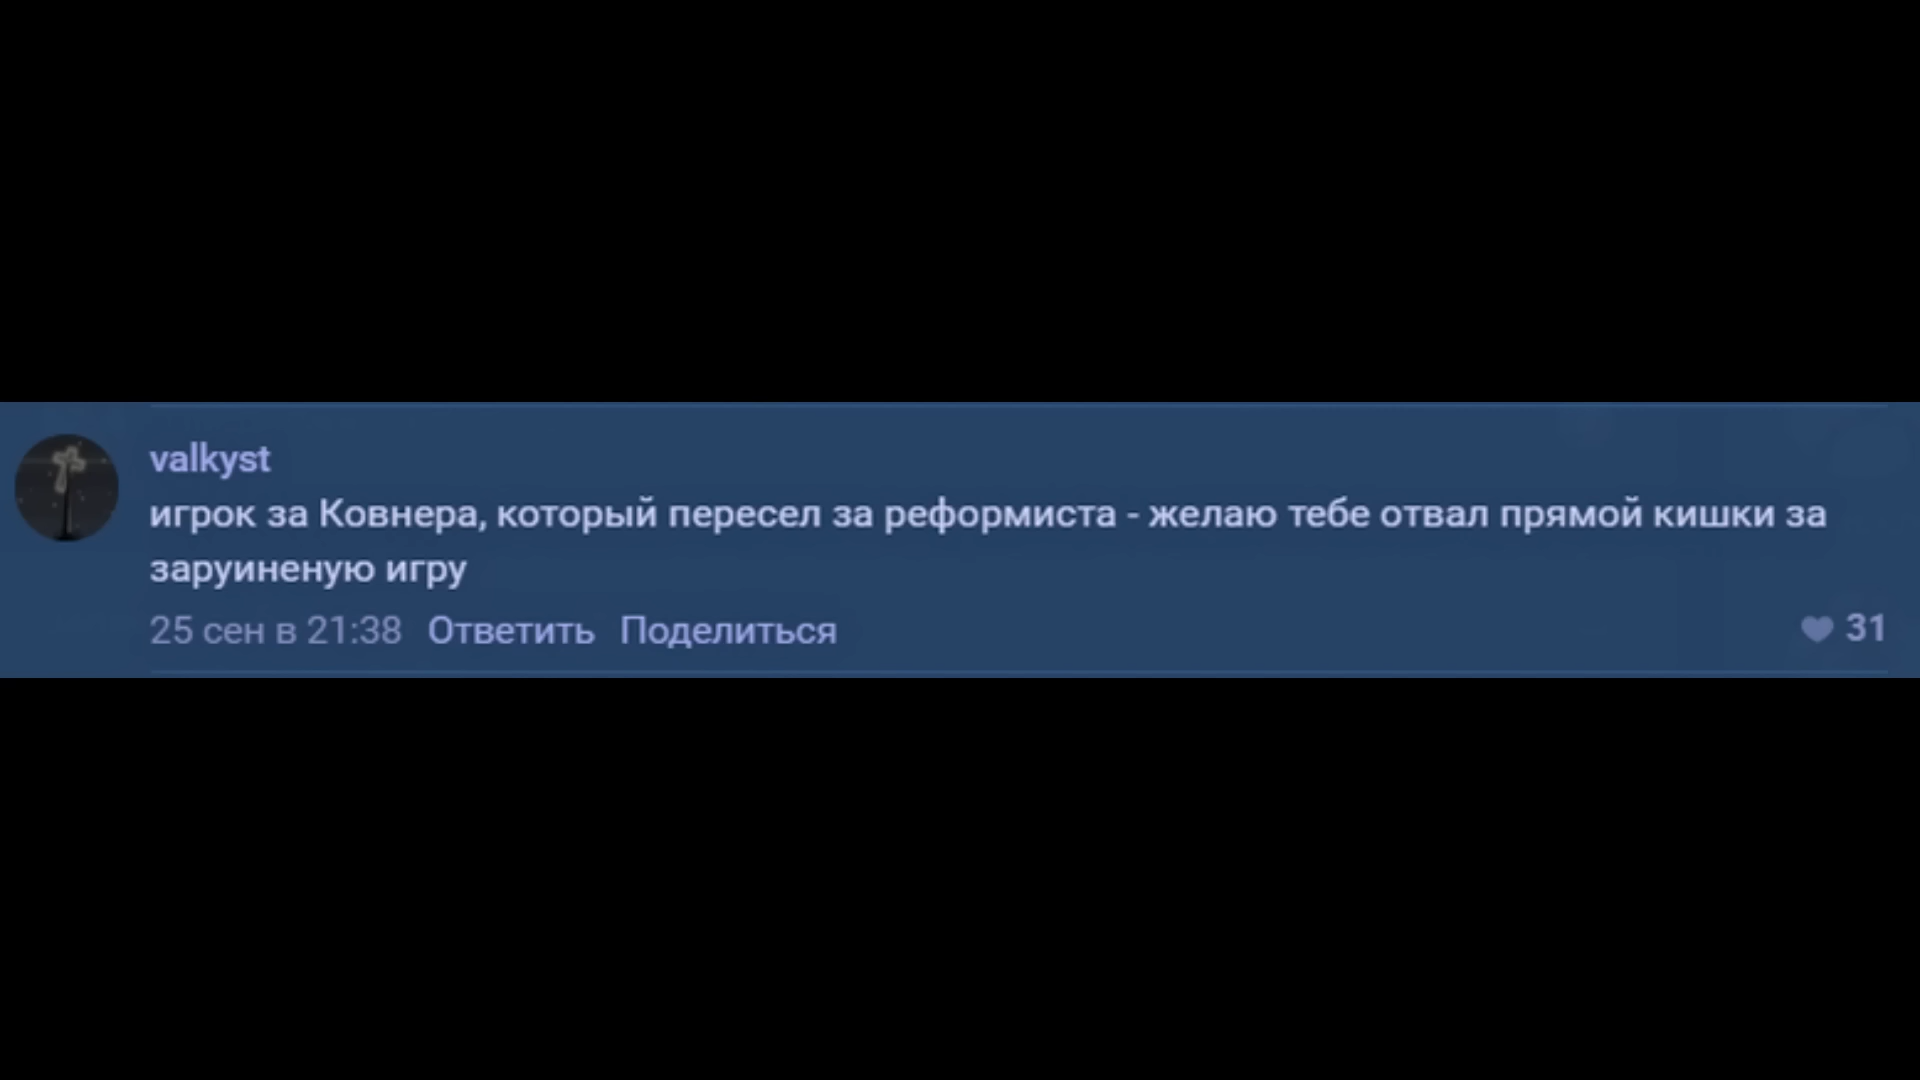 valkyst
игрок за Ковнера, который пересел за реформиста - желаю тебе отвал прямой кишки за
заруиненую игру
25 сен в 21:38 Ответить Поделиться 31